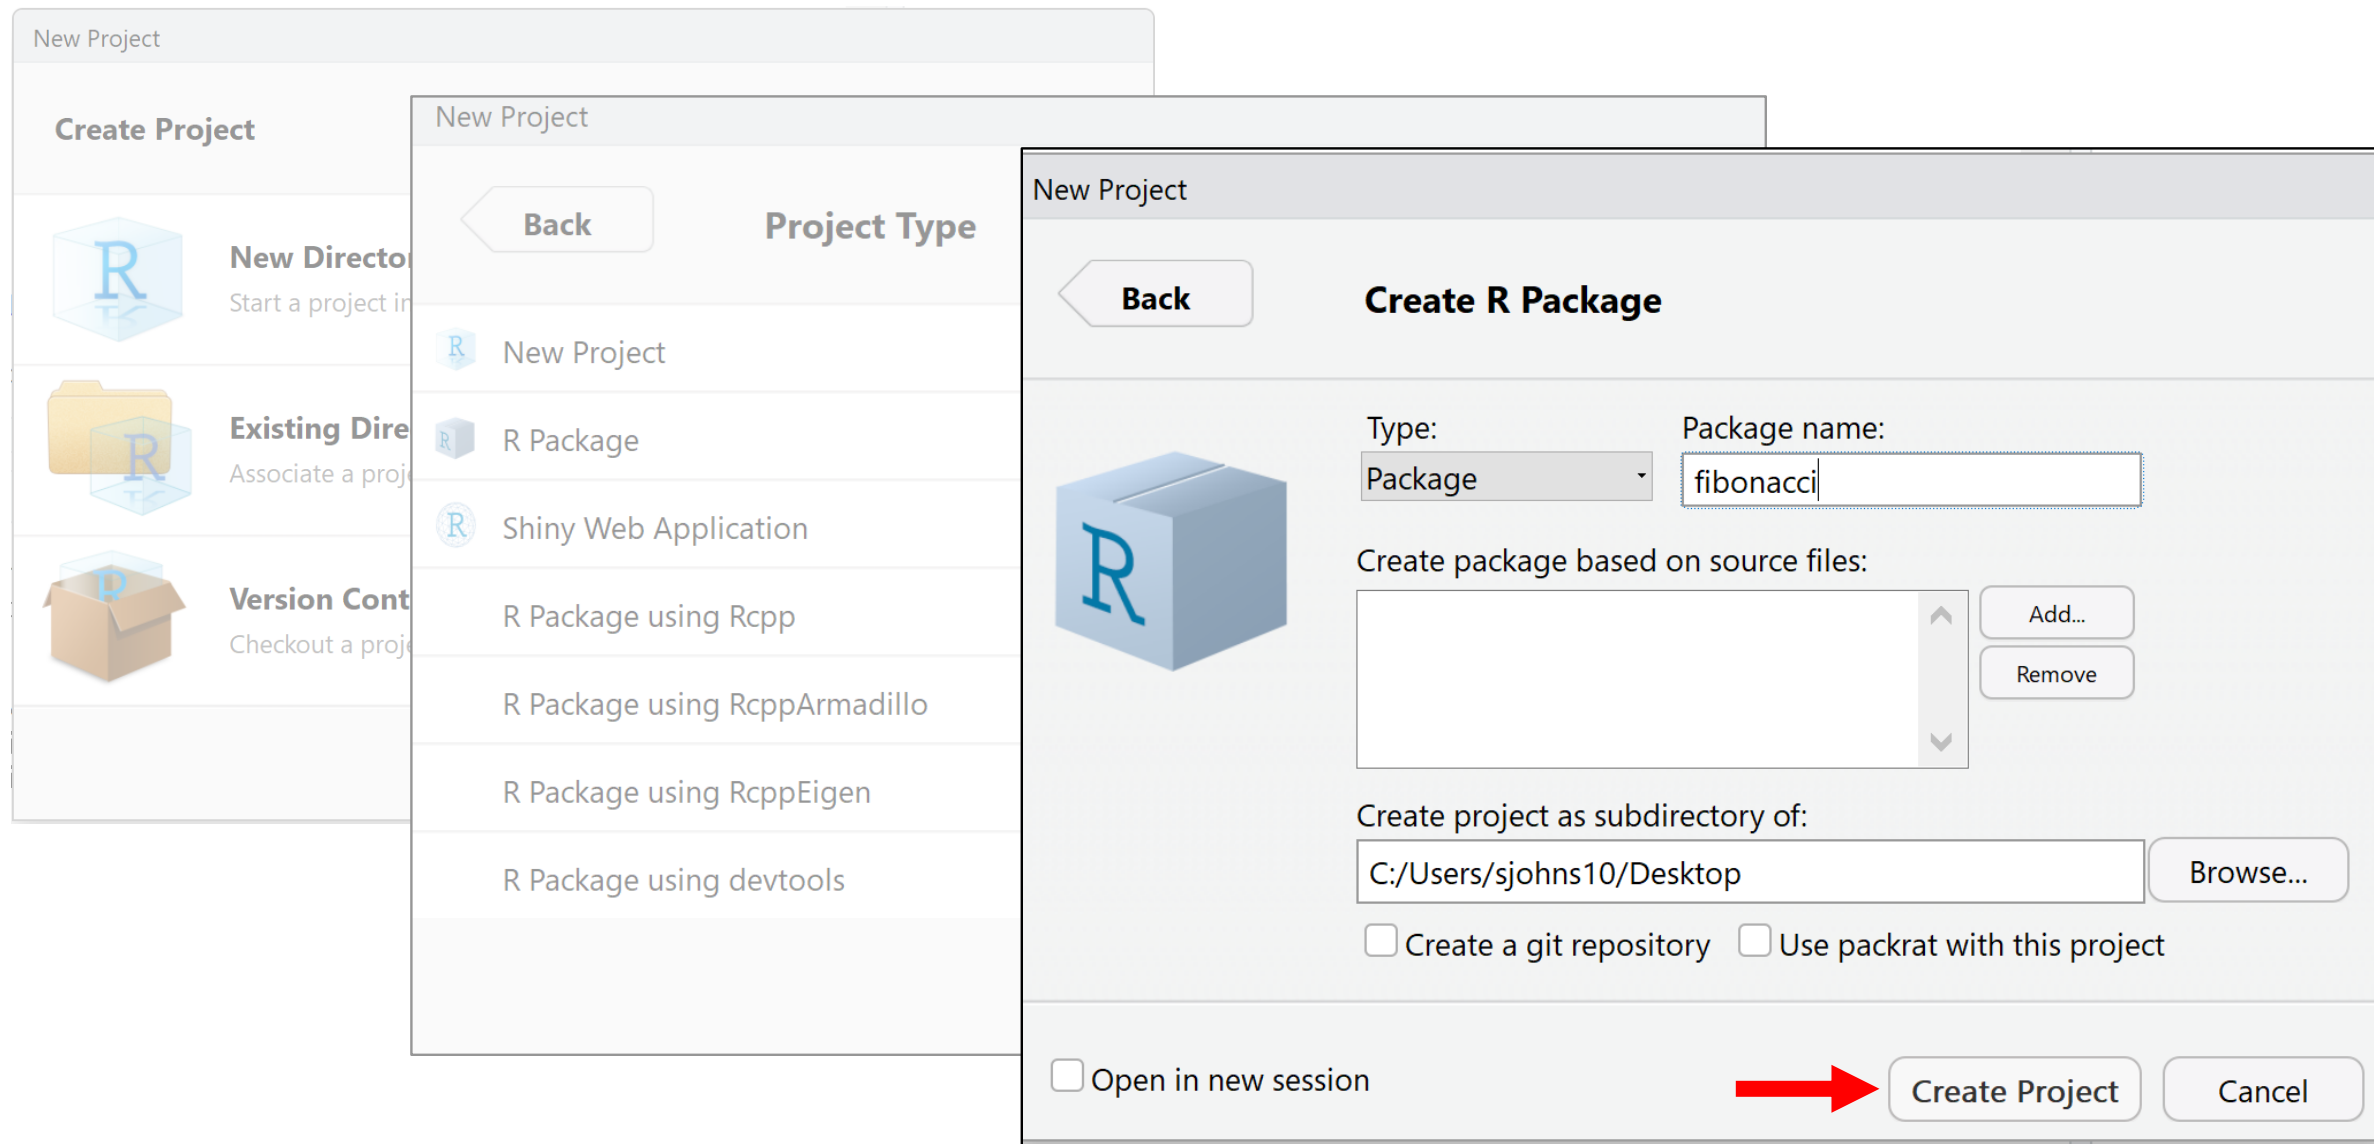 New Project
Create Project
New Directo
Start a project in
Existing Dire
Associate a proj
Version Cont
Checkout a proje
New Project
Back
Project Type
New Project
R Package
Shiny Web Application
R Package using Rcpp
R Package using RcppArmadillo
R Package using RcppEigen
R Package using devtools
New Project
Back
Create R Package
Type:
Package name:
Package
fibonacci
Create package based on source files:
Add...
Remove
Create project as subdirectory of:
C:/Users/sjohns10/Desktop
Browse...
Create a git repository
Use packrat with this project
Open in new session
Create Project
Cancel